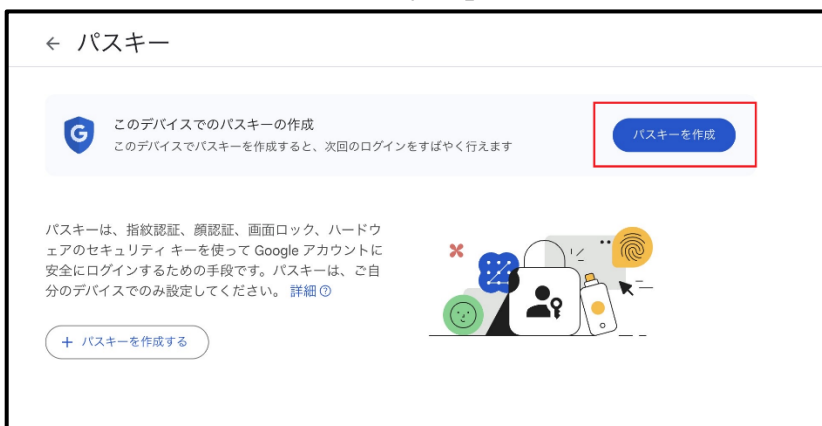 ← パスキー
このデバイスでのパスキーの作成
このデバイスでパスキーを作成すると、次回のログインをすばやく行えます
パスキーを作成
パスキーは、指紋認証、顔認証、画面ロック、ハードウ
ェアのセキュリティ キーを使って Google アカウントに
安全にログインするための手段です。パスキーは、ご自
分のデバイスでのみ設定してください。 詳細
+ パスキーを作成する